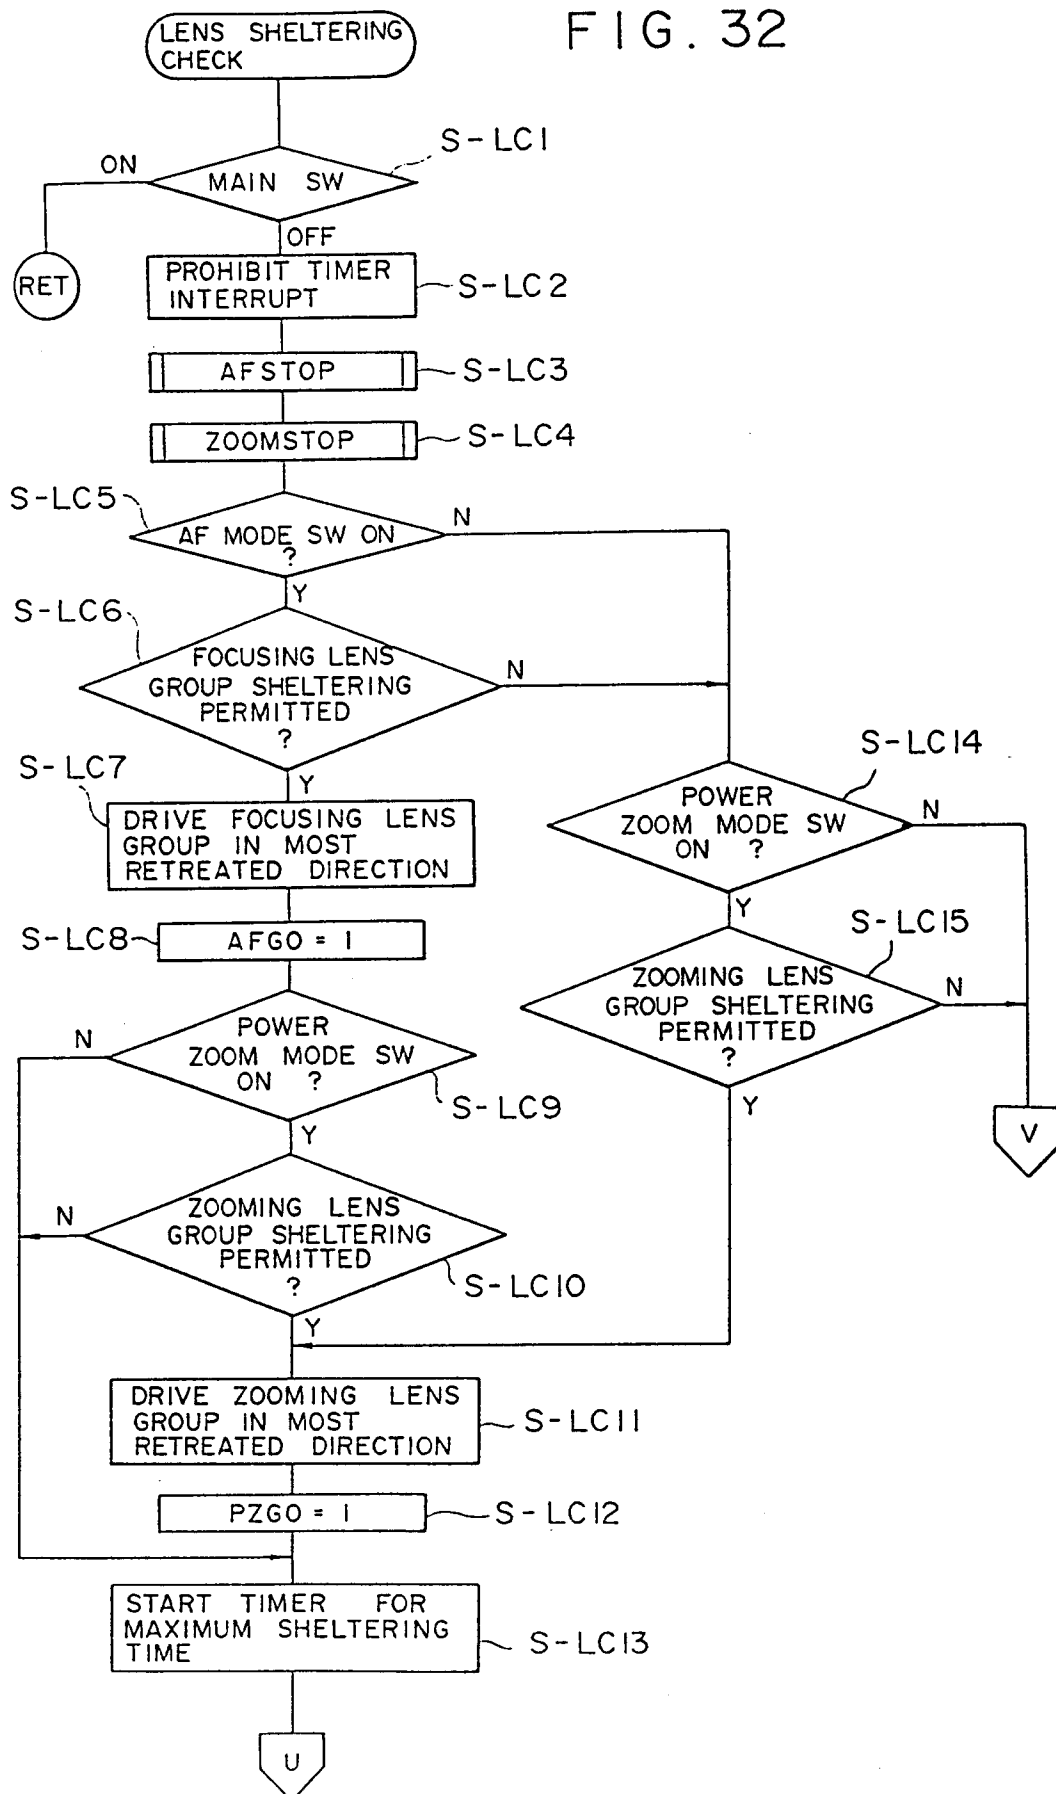 FIG. 32
LENS SHELTERING
CHECK
S-LC1
ON
MAIN SW
OFF
RET
PROHIBIT TIMER
INTERRUPT
S-LC2
AFSTOP
S-LC3
ZOOMSTOP
S-LC4
S-LC5
AF MODE SW ON
?
N
Y
S-LC6
FOCUSING LENS
GROUP SHELTERING
PERMITTED
?
N
Y
S-LC7
DRIVE FOCUSING LENS
GROUP IN MOST
RETREATED DIRECTION
S-LC14
POWER
ZOOM MODE SW
ON ?
N
Y
S-LC8
AFGO = 1
S-LC15
ZOOMING LENS
GROUP SHELTERING
PERMITTED
?
N
Y
V
N
POWER
ZOOM MODE SW
ON ?
S-LC9
Y
N
ZOOMING LENS
GROUP SHELTERING
PERMITTED
?
S-LC10
Y
DRIVE ZOOMING LENS
GROUP IN MOST
RETREATED DIRECTION
S-LC11
PZGO = 1
S-LC12
START TIMER FOR
MAXIMUM SHELTERING
TIME
S-LC13
U